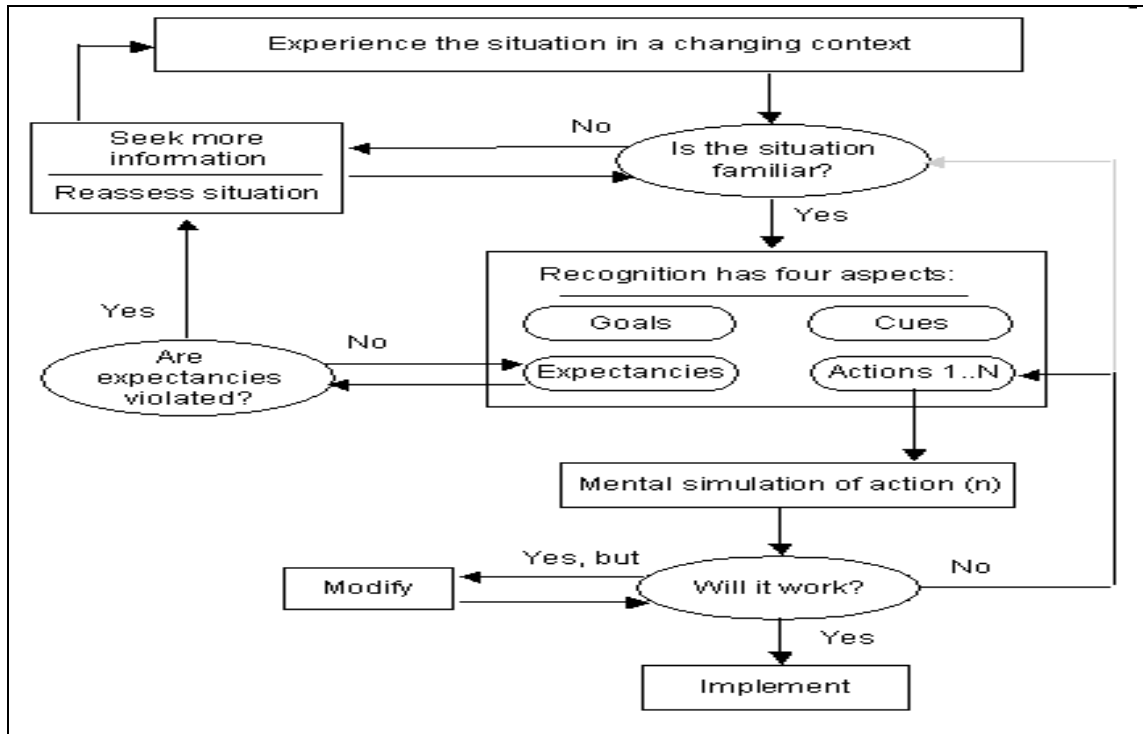 Experience the situation in a changing context
No
Seek more
information
Reassess situation
Is the situation
familiar?
Yes
Recognition has four aspects:
Goals
Cues
Yes
No
Are
expectancies
violated?
Expectancies
Actions 1..N
Mental simulation of action (n)
Yes, but
No
Modify
Will it work?
Yes
Implement